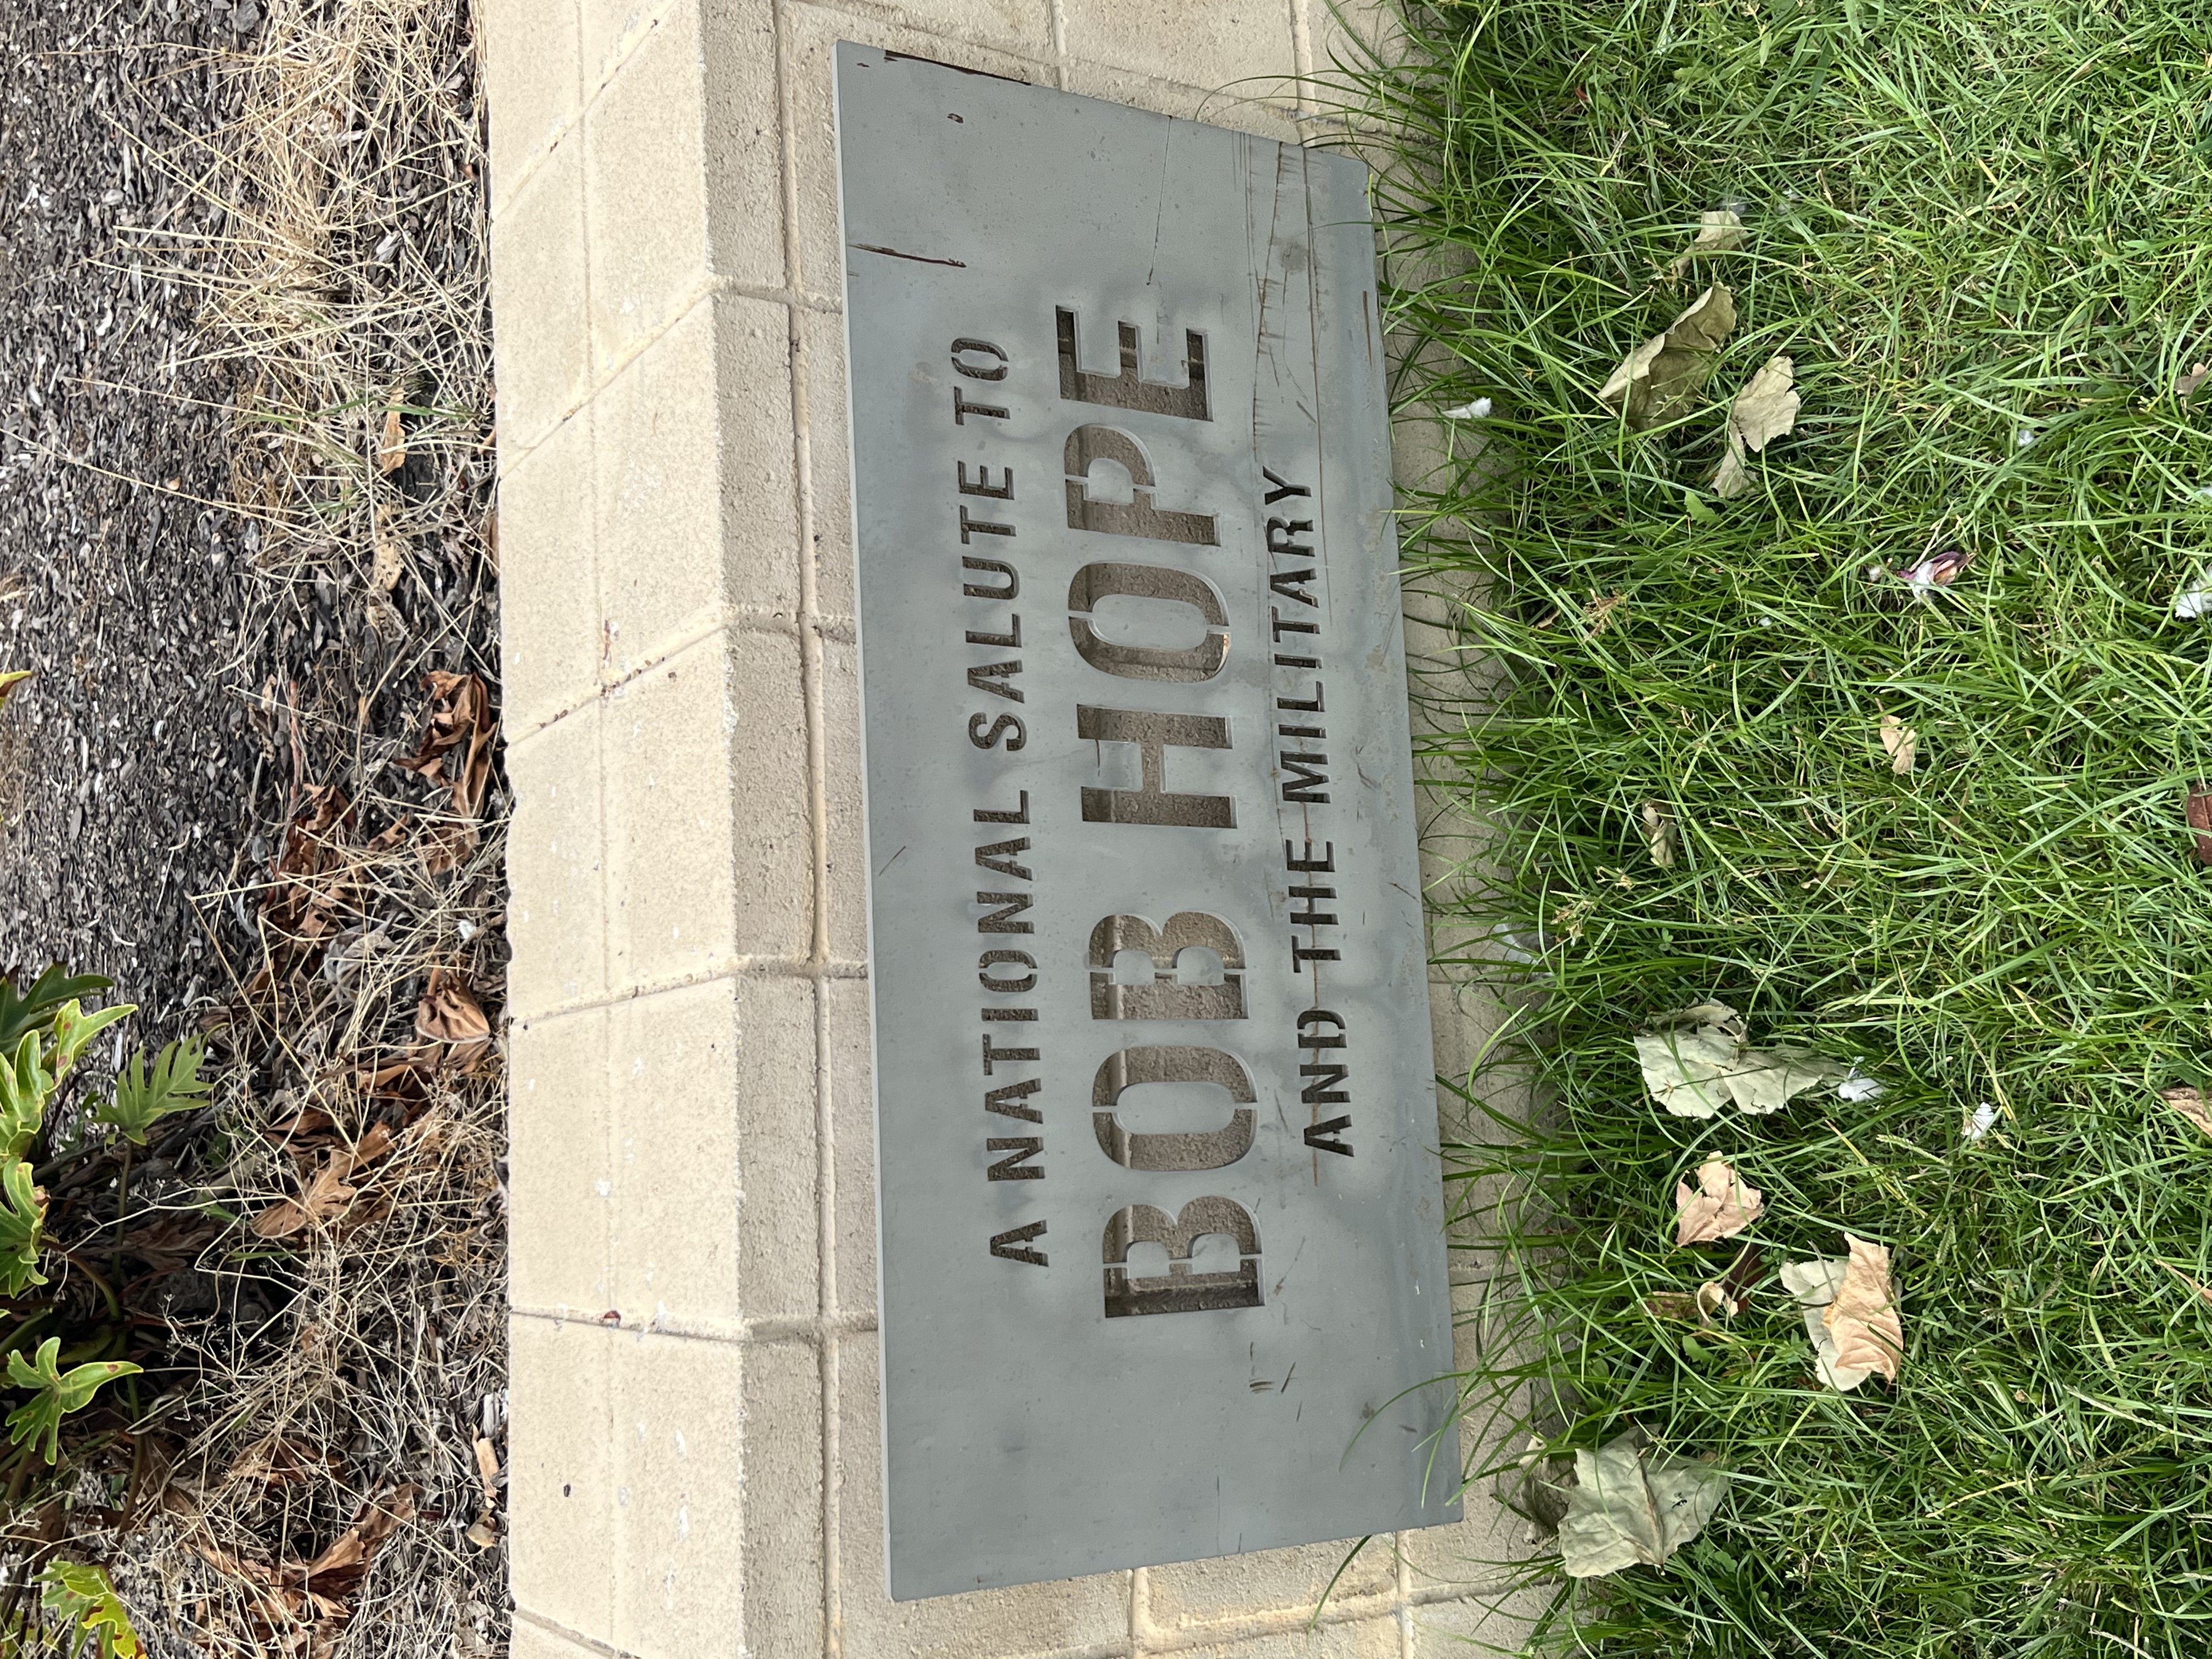 A NATIONAL SALUTE TO
BOB HOPE
AND THE MILITARY